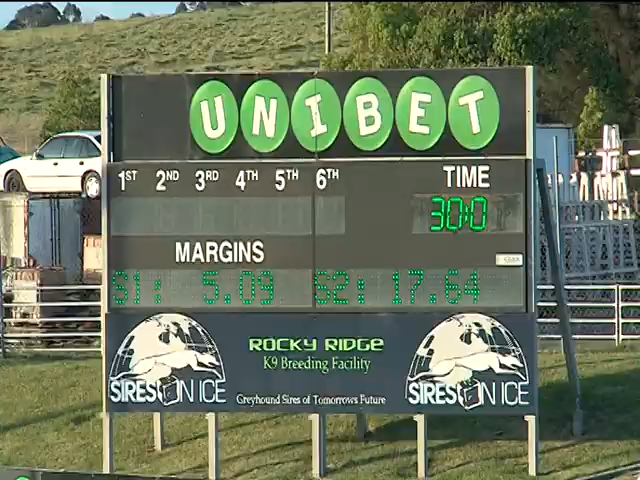 UNIBET
1ST 2ND 3RD 4TH 5TH 6TH TIME
30:0
MARGINS
S1: 5.09 S2: 17.64
ROCKY RIDGE
K9 Breeding Facility
SIRES ON ICE
SIRES ON ICE
Greyhound Sires of Tomorrows Future